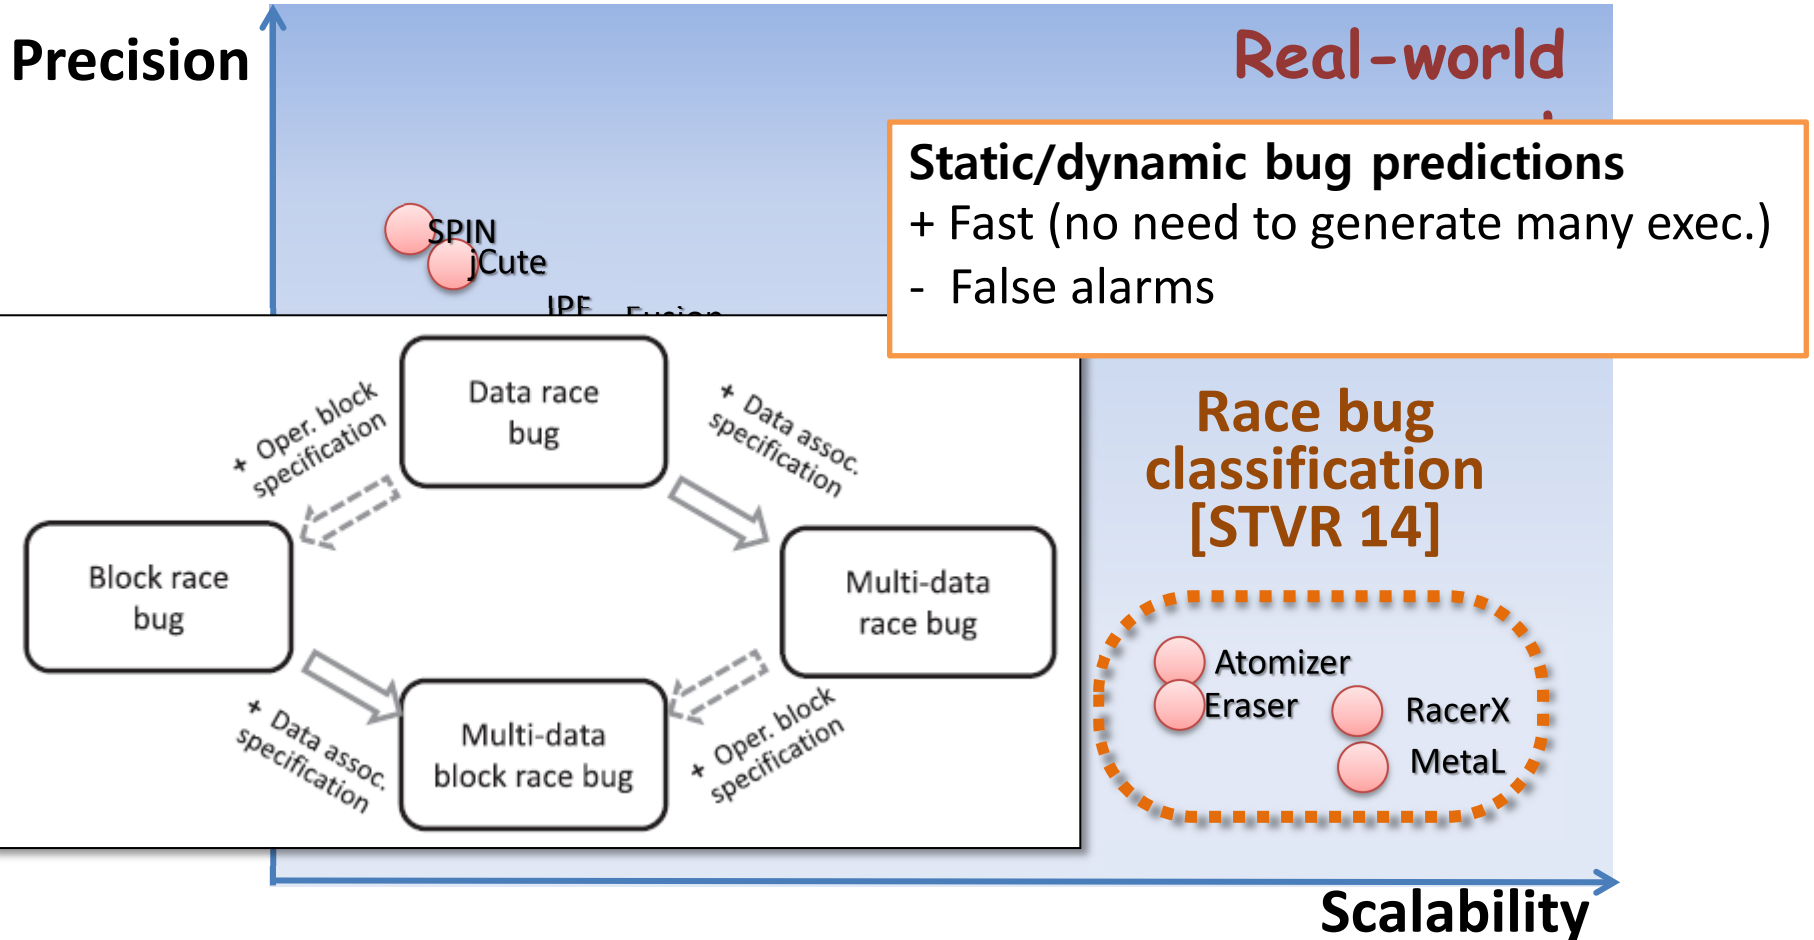 Precision
Real-world
Static/dynamic bug predictions
+ Fast (no need to generate many exec.)
- False alarms
SPIN
jCute
JPF
Fusion
Data race
bug
+ Oper. block
specification
+ Data assoc.
specification
Block race
bug
Multi-data
race bug
+ Data assoc.
specification
Multi-data
block race bug
+ Oper. block
specification
Race bug
classification
[STVR 14]
Atomizer
Eraser
RacerX
MetaL
Scalability